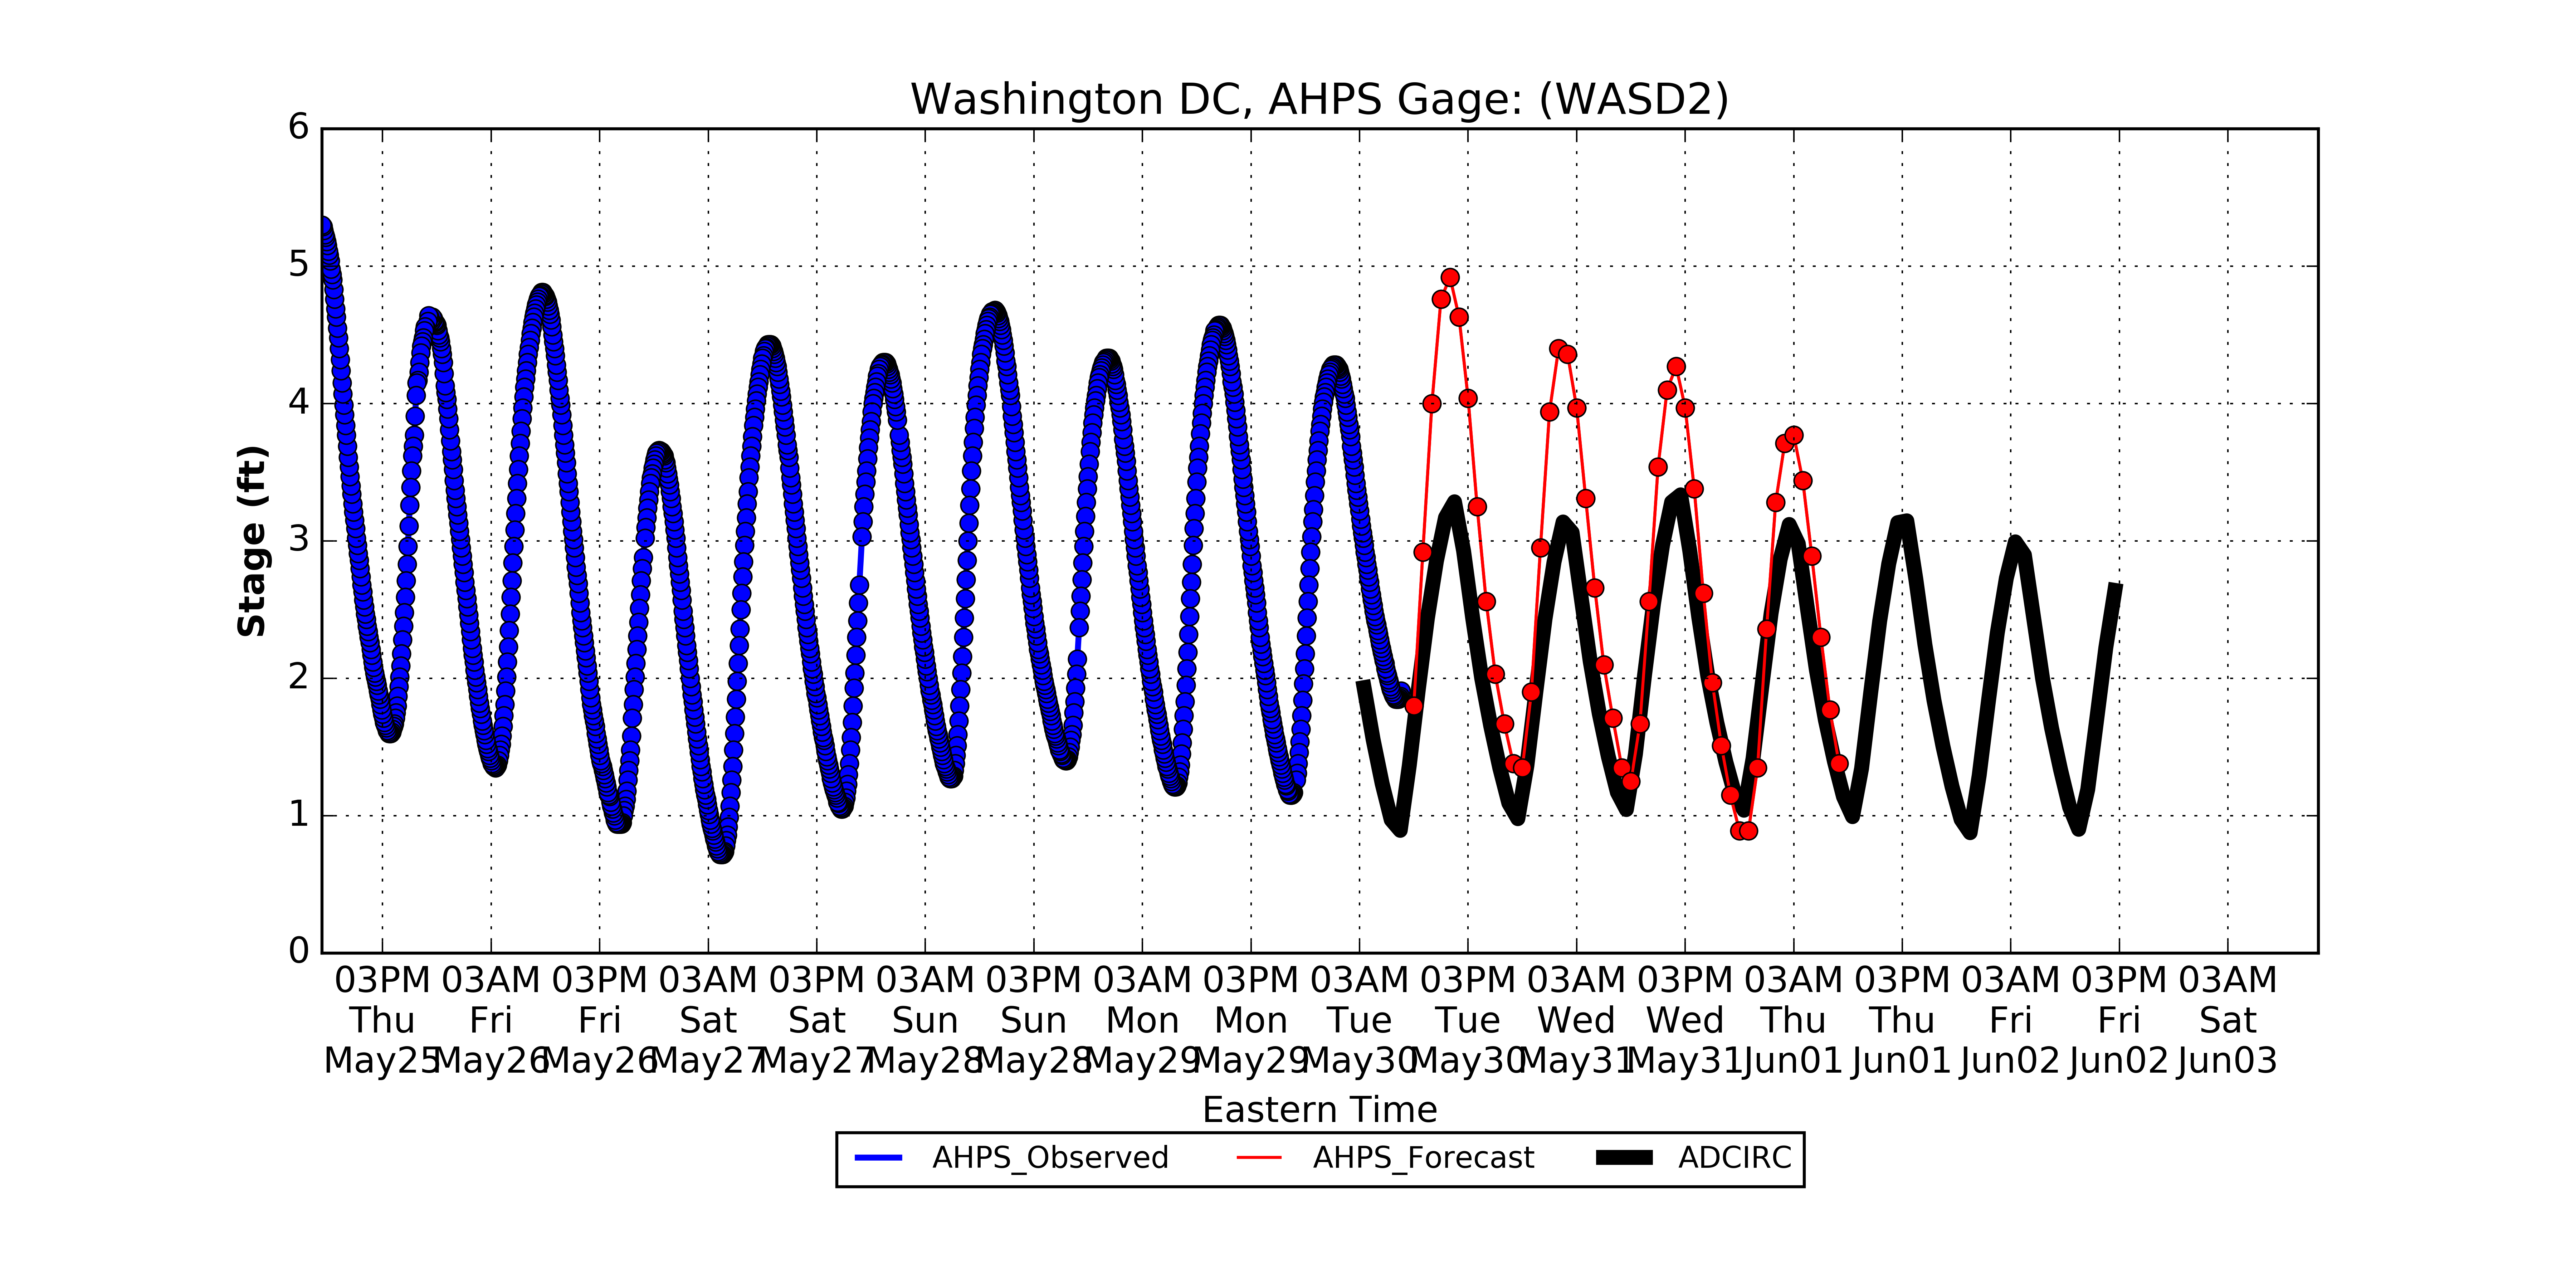 Washington DC, AHPS Gage: (WASD2)
6
5
4
3
2
1
0
Stage (ft)
03PM 03AM 03PM 03AM 03PM 03AM 03PM 03AM 03PM 03AM 03PM 03AM 03PM 03AM 03PM 03AM 03PM 03AM
Thu Fri Fri Sat Sat Sun Sun Mon Mon Tue Tue Wed Wed Thu Thu Fri Fri Sat
May25 May26 May26 May27 May27 May28 May28 May29 May29 May30 May30 May31 May31 Jun01 Jun01 Jun02 Jun02 Jun03
Eastern Time
AHPS_Observed AHPS_Forecast ADCIRC